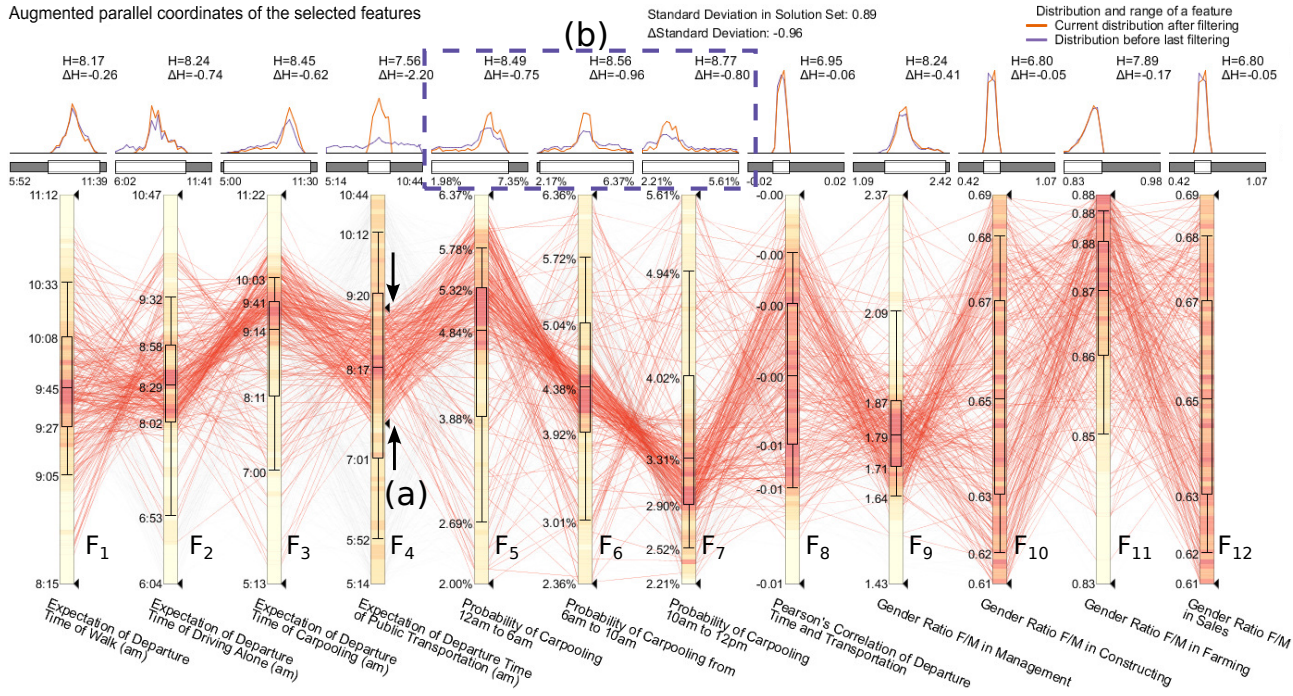 Augmented parallel coordinates of the selected features
Standard Deviation in Solution Set: 0.89
ΔStandard Deviation: -0.96
Distribution and range of a feature
Current distribution after filtering
Distribution before last filtering
(b)
H=8.17 H=8.24 H=8.45 H=7.56 H=8.49 H=8.56 H=8.77 H=6.95 H=8.24 H=6.80 H=7.89 H=6.80
ΔH=-0.26 ΔH=-0.74 ΔH=-0.62 ΔH=-2.20 ΔH=-0.75 ΔH=-0.96 ΔH=-0.80 ΔH=-0.06 ΔH=-0.41 ΔH=-0.05 ΔH=-0.17 ΔH=-0.05
5:52 11:39 6:02 11:41 5:00 11:30 5:14 10:44 1.98% 7.35% 2.17% 6.37% 2.21% 5.61% -0.02 0.02 1.09 2.42 0.42 1.07 0.83 0.98 0.42 1.07
11:12
10:33
10:08
9:45
9:27
9:05
8:15
F1
Expectation of Departure
Time of Walk (am)
10:47
9:32
8:58
8:29
8:02
6:53
6:04
F2
Expectation of Departure
Time of Driving Alone (am)
11:22
10:03
9:41
9:14
8:11
7:00
5:13
F3
Expectation of Departure
Time of Carpooling (am)
10:44
10:12
9:20
8:17
7:01
5:52
5:14
(a)
F4
Expectation of Departure Time
of Public Transportation (am)
6.37%
5.78%
5.32%
4.84%
3.88%
2.69%
2.00%
F5
Probability of Carpooling
12am to 6am
6.36%
5.72%
5.04%
4.38%
3.92%
3.01%
2.36%
F6
Probability of Carpooling from
6am to 10am
5.61%
4.94%
4.02%
3.31%
2.90%
2.52%
2.21%
F7
Probability of Carpooling
10am to 12pm
-0.00
-0.00
-0.00
-0.00
-0.01
-0.01
-0.01
F8
Pearson's Correlation of Departure
Time and Transportation
2.37
2.09
1.87
1.79
1.71
1.64
1.43
F9
Gender Ratio F/M in Management
0.69
0.68
0.67
0.65
0.63
0.62
0.61
F10
Gender Ratio F/M in Constructing
0.88
0.88
0.88
0.87
0.86
0.85
0.83
F11
Gender Ratio F/M in Farming
0.69
0.68
0.67
0.65
0.63
0.62
0.61
F12
Gender Ratio F/M
in Sales